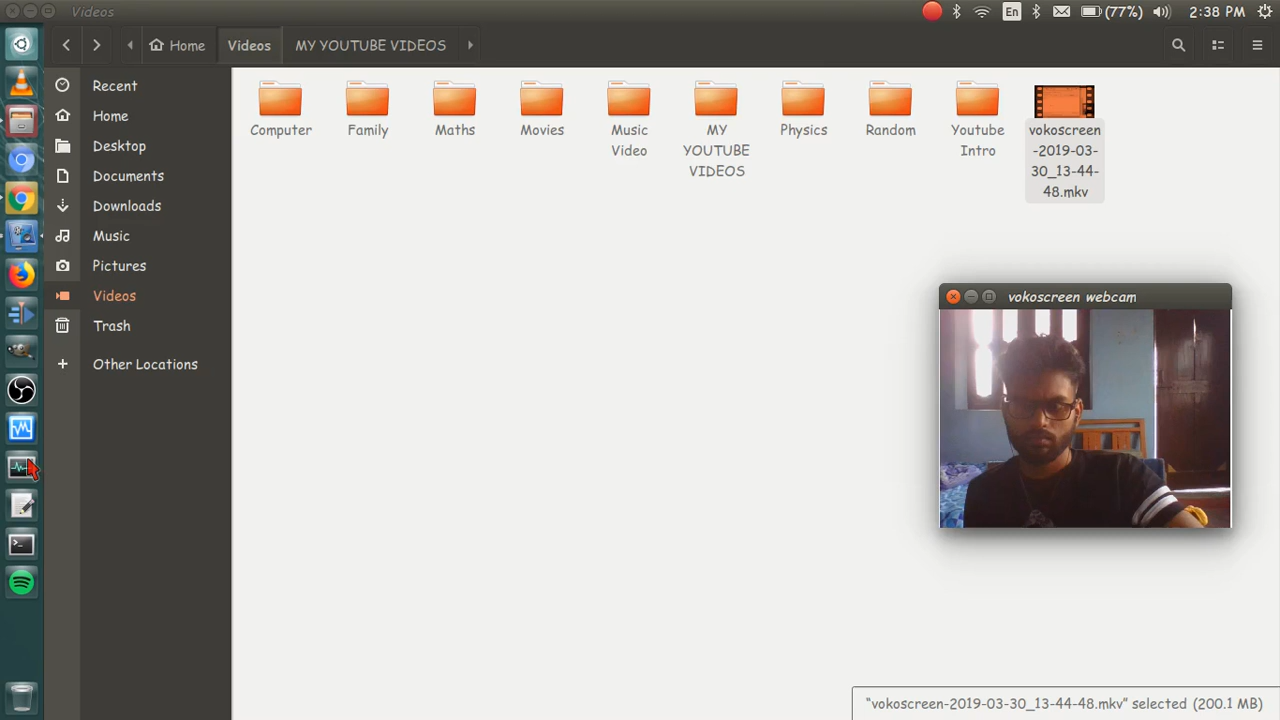 Videos
En
(77%)
2:38 PM
Home
Videos
MY YOUTUBE VIDEOS
Recent
Home
Desktop
Documents
Downloads
Music
Pictures
Videos
Trash
Other Locations
Computer
Family
Maths
Movies
Music
Video
MY
YOUTUBE
VIDEOS
Physics
Random
Youtube
Intro
vokoscreen
-2019-03-
30_13-44-
48.mkv
vokoscreen webcam
"vokoscreen-2019-03-30_13-44-48.mkv" selected (200.1 MB)